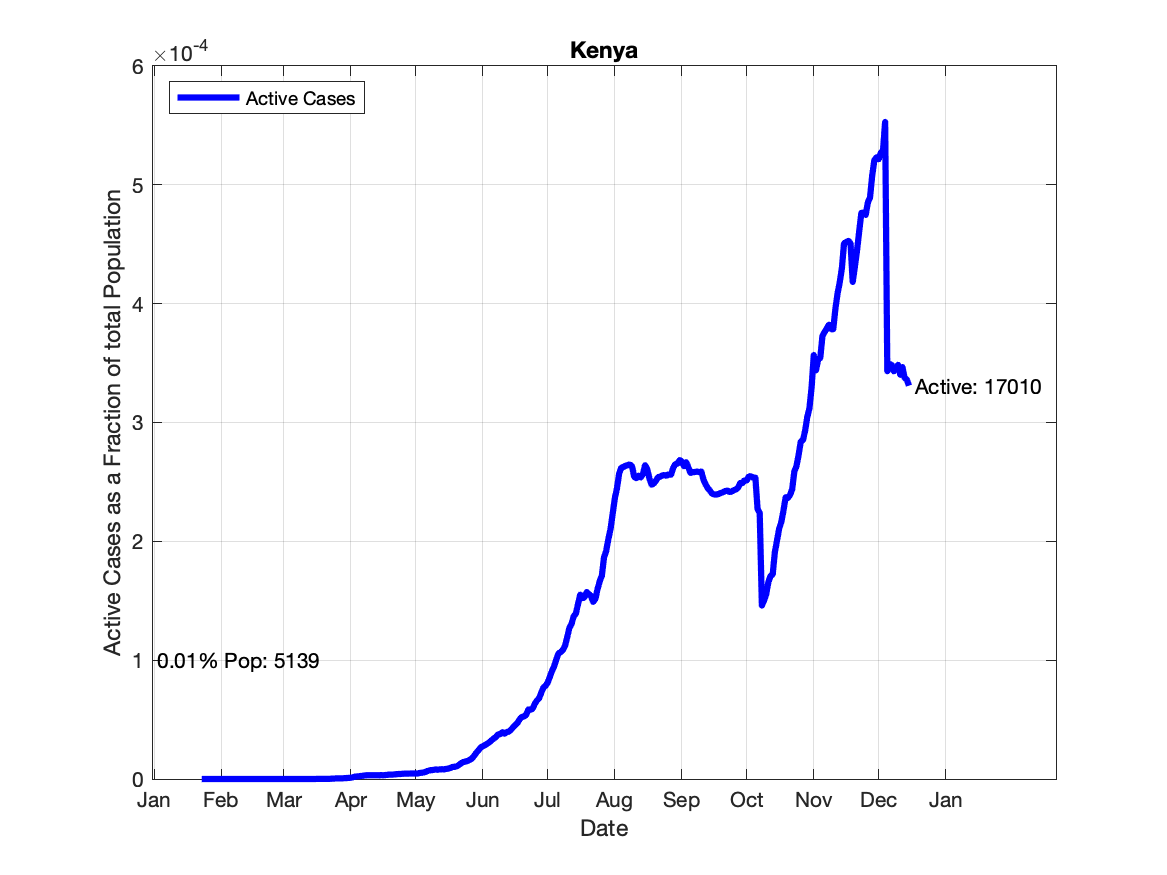 ×10⁻⁴
Kenya
6
5
4
3
2
1
0
Active Cases
Active Cases as a Fraction of total Population
Active: 17010
0.01% Pop: 5139
Jan Feb Mar Apr May Jun Jul Aug Sep Oct Nov Dec Jan
Date